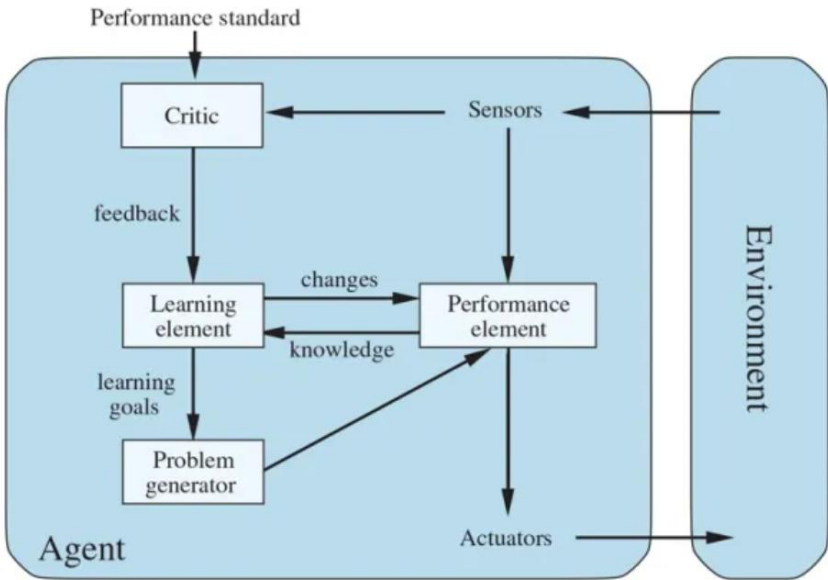 Performance standard
Critic
Sensors
feedback
changes
Learning
element
Performance
element
knowledge
learning
goals
Problem
generator
Agent
Actuators
Environment